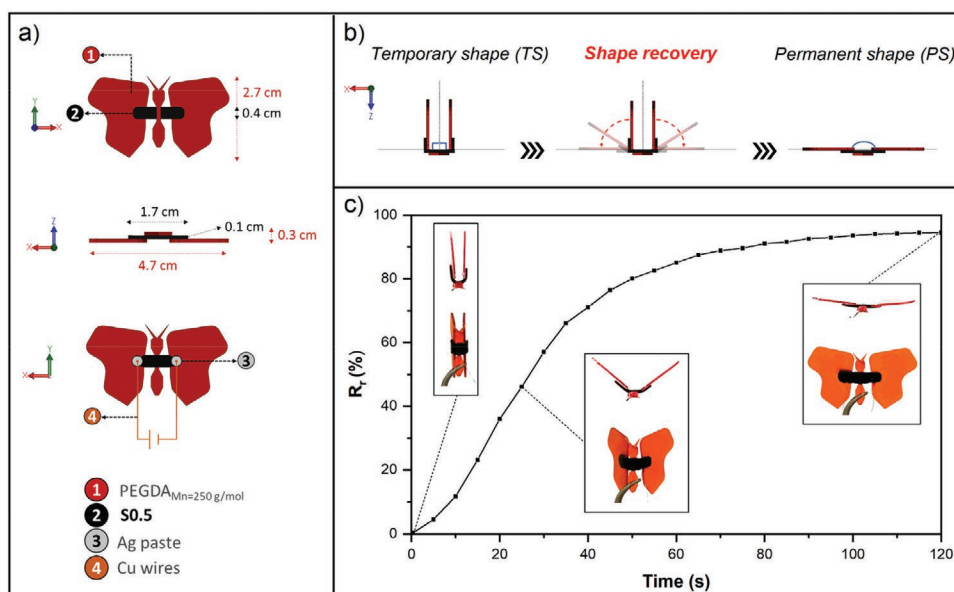 a)
1
2
2.7 cm
0.4 cm
Y
X
1.7 cm
0.1 cm
0.3 cm
Z
X
4.7 cm
Y
X
3
4
1 PEGDA Mn=250 g/mol
2 S0.5
3 Ag paste
4 Cu wires
b)
Temporary shape (TS)
Shape recovery
Permanent shape (PS)
X
Z
c)
100
80
60
40
20
0
Rr (%)
0 20 40 60 80 100 120
Time (s)